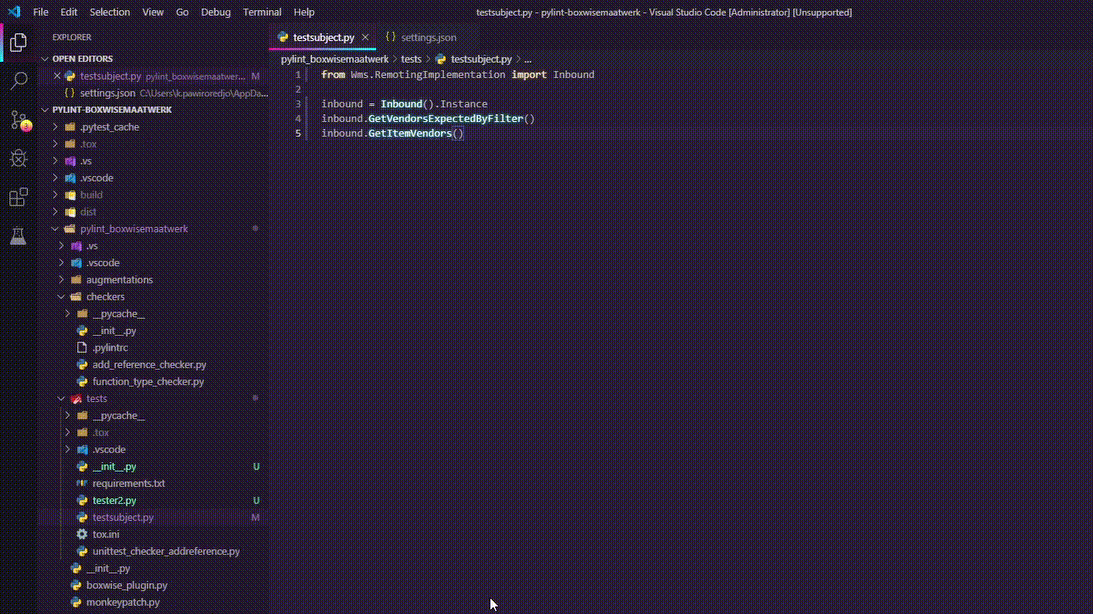 File Edit Selection View Go Debug Terminal Help testsubject.py - pylint-boxwisemaatwerk - Visual Studio Code [Administrator] [Unsupported]
EXPLORER
OPEN EDITORS
testsubject.py pylint_boxwisemaatwer... M
{ } settings.json C:\Users\k.pawiroredjo\AppDa...
PYLINT-BOXWISEMAATWERK
.pytest_cache
.tox
.vs
.vscode
build
dist
pylint_boxwisemaatwerk
.vs
.vscode
augmentations
checkers
__pycache__
__init__.py
.pylintrc
add_reference_checker.py
function_type_checker.py
tests
__pycache__
.tox
.vscode
__init__.py U
requirements.txt
tester2.py U
testsubject.py M
tox.ini
unittest_checker_addreference.py
__init__.py
boxwise_plugin.py
monkeypatch.py
testsubject.py { } settings.json
pylint_boxwisemaatwerk › tests › testsubject.py › ...
1 from Wms.RemotingImplementation import Inbound
2
3 inbound = Inbound().Instance
4 inbound.GetVendorsExpectedByFilter()
5 inbound.GetItemVendors()